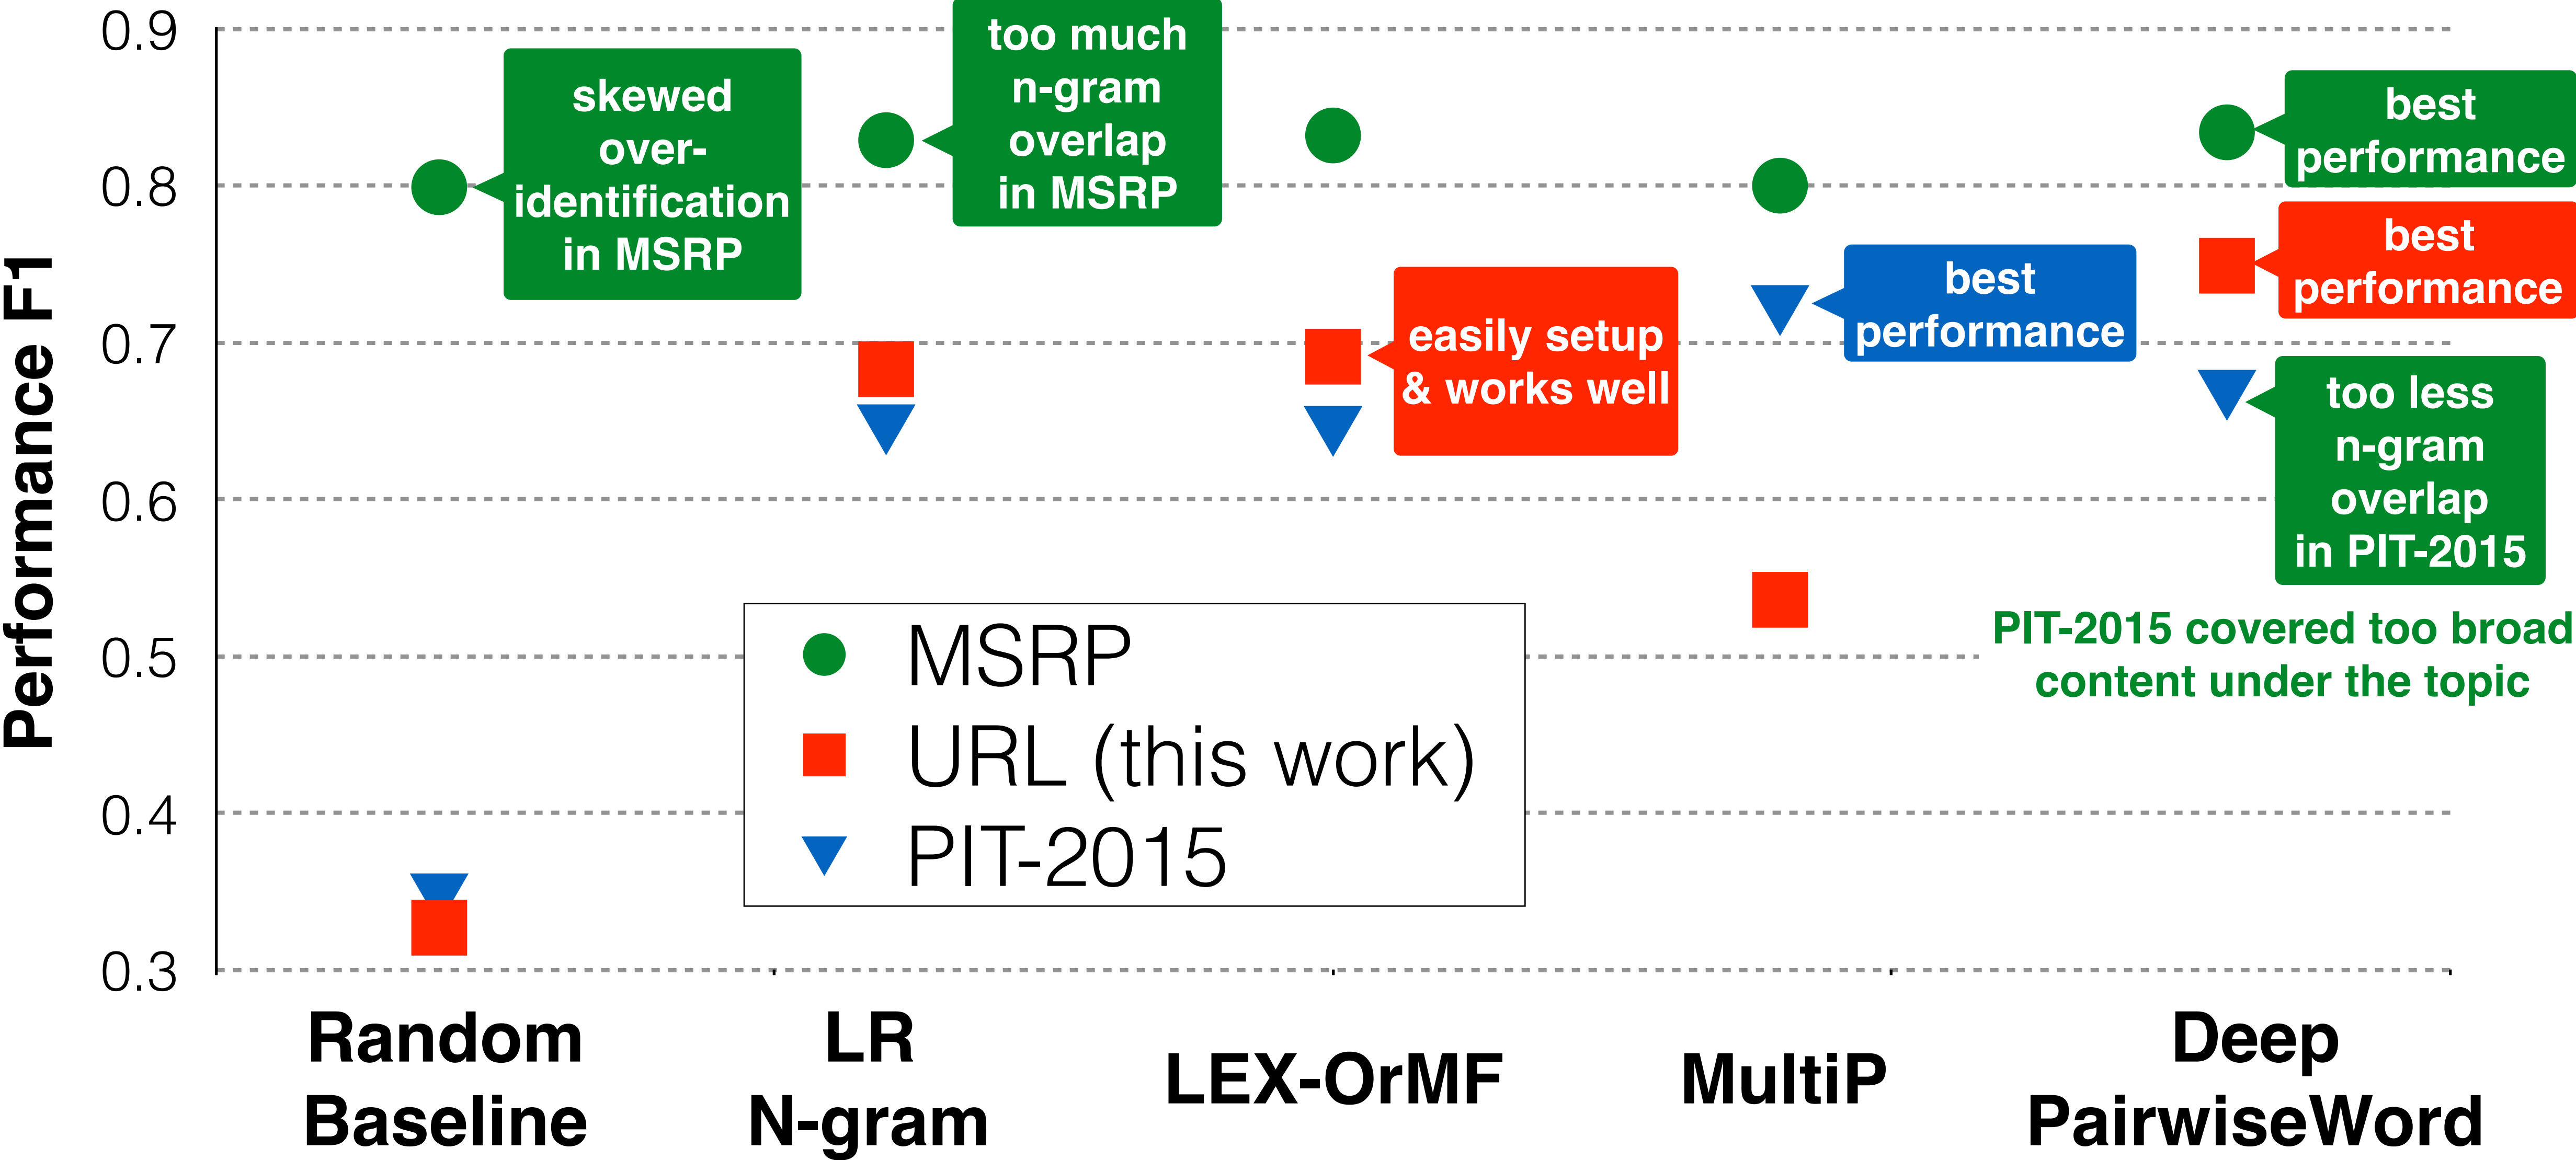 Performance F1
0.9
0.8
0.7
0.6
0.5
0.4
0.3
skewed
over-
identification
in MSRP
too much
n-gram
overlap
in MSRP
easily setup
& works well
best
performance
best
performance
best
performance
too less
n-gram
overlap
in PIT-2015
PIT-2015 covered too broad
content under the topic
MSRP
URL (this work)
PIT-2015
Random
Baseline
LR
N-gram
LEX-OrMF
MultiP
Deep
PairwiseWord